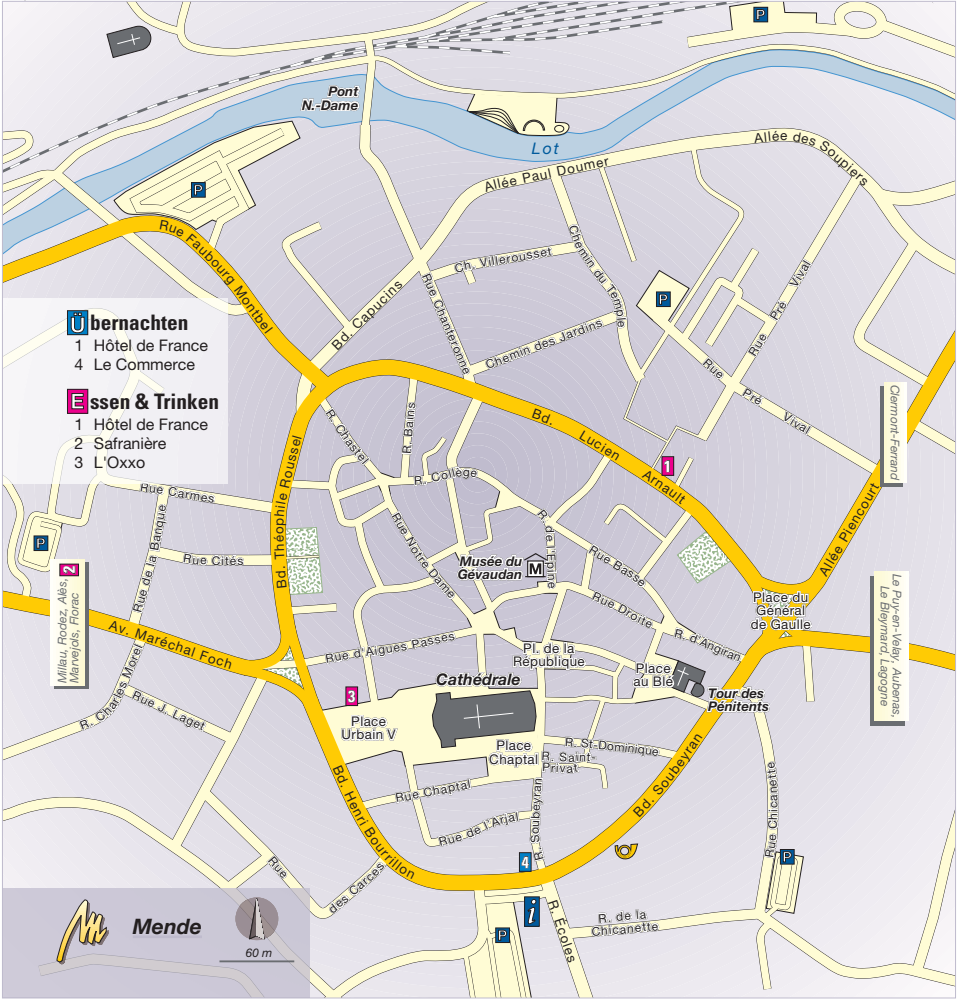 P
Pont
N.-Dame
Lot
Allée des Soupiers
Allée Paul Doumer
P
Rue Faubourg Montbel
Ch. Villerousset
Chemin du Temple
Rue Pré Vival
P
Bd. Capucins
Rue Chanteronne
Chemin des Jardins
Rue Pré Vival
Übernachten
1 Hôtel de France
4 Le Commerce
Essen & Trinken
1 Hôtel de France
2 Safranière
3 L'Oxxo
Bd. Lucien Arnault
1
Clermont-Ferrand
R. Chastel
R. Bains
R. Collège
Bd. Théophile Roussel
Rue Carmes
Rue de la Banque
Rue Cités
P
2
Millau, Rodez, Alès,
Marvejols, Florac
Rue Notre Dame
R. de l'Epine
Rue Basse
Musée du
Gévaudan
M
Allée Piencourt
Place du
Général
de Gaulle
Rue Droite
R. d'Angiran
Le Puy-en-Velay, Aubenas,
Le Bleymard, Lagogne
Av. Maréchal Foch
Rue d'Aigues Passes
Pl. de la
République
Place
au Blé
Tour des
Pénitents
R. Charles Morel
Rue J. Laget
3
Place
Urbain V
Cathédrale
Place
Chaptal
R. St-Dominique
R. Saint-
Privat
Bd. Soubeyran
Rue Chaptal
Rue de l'Arjal
R. Soubeyran
Bd. Henri Bourrillon
Rue Chicanette
Rue des Carces
4
P
i
P
R. Écoles
R. de la
Chicanette
Mende
60 m